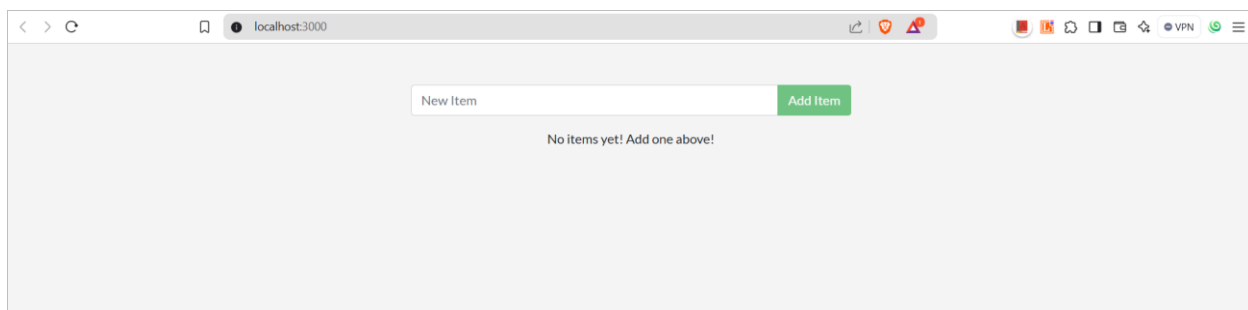 localhost:3000
VPN
New Item
Add Item
No items yet! Add one above!